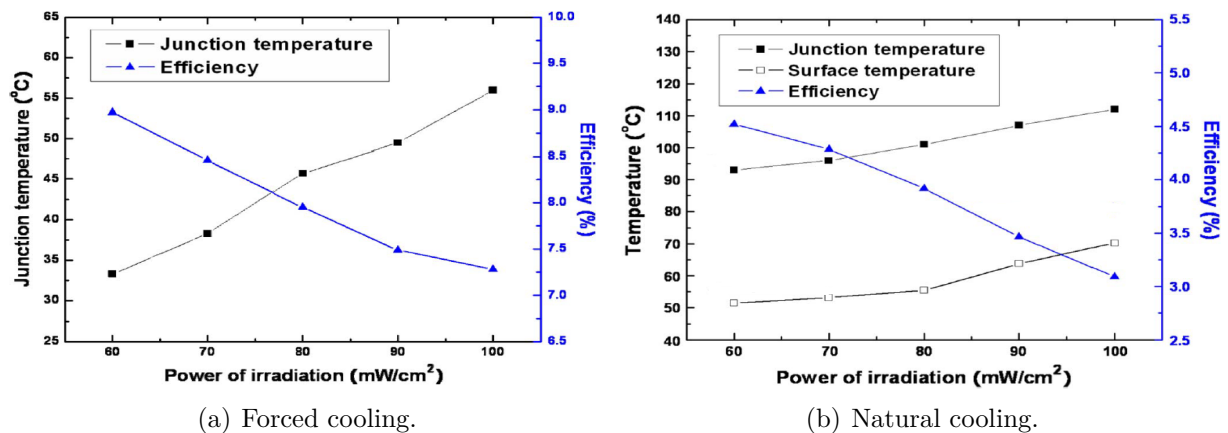 65
60
55
50
45
40
35
30
25
Junction temperature (°C)
Junction temperature
Efficiency
10.0
9.5
9.0
8.5
8.0
7.5
7.0
6.5
Efficiency (%)
60 70 80 90 100
Power of irradiation (mW/cm²)
(a) Forced cooling.
140
130
120
110
100
90
80
70
60
50
40
Temperature (°C)
Junction temperature
Surface temperature
Efficiency
5.5
5.0
4.5
4.0
3.5
3.0
2.5
Efficiency (%)
60 70 80 90 100
Power of irradiation (mW/cm²)
(b) Natural cooling.